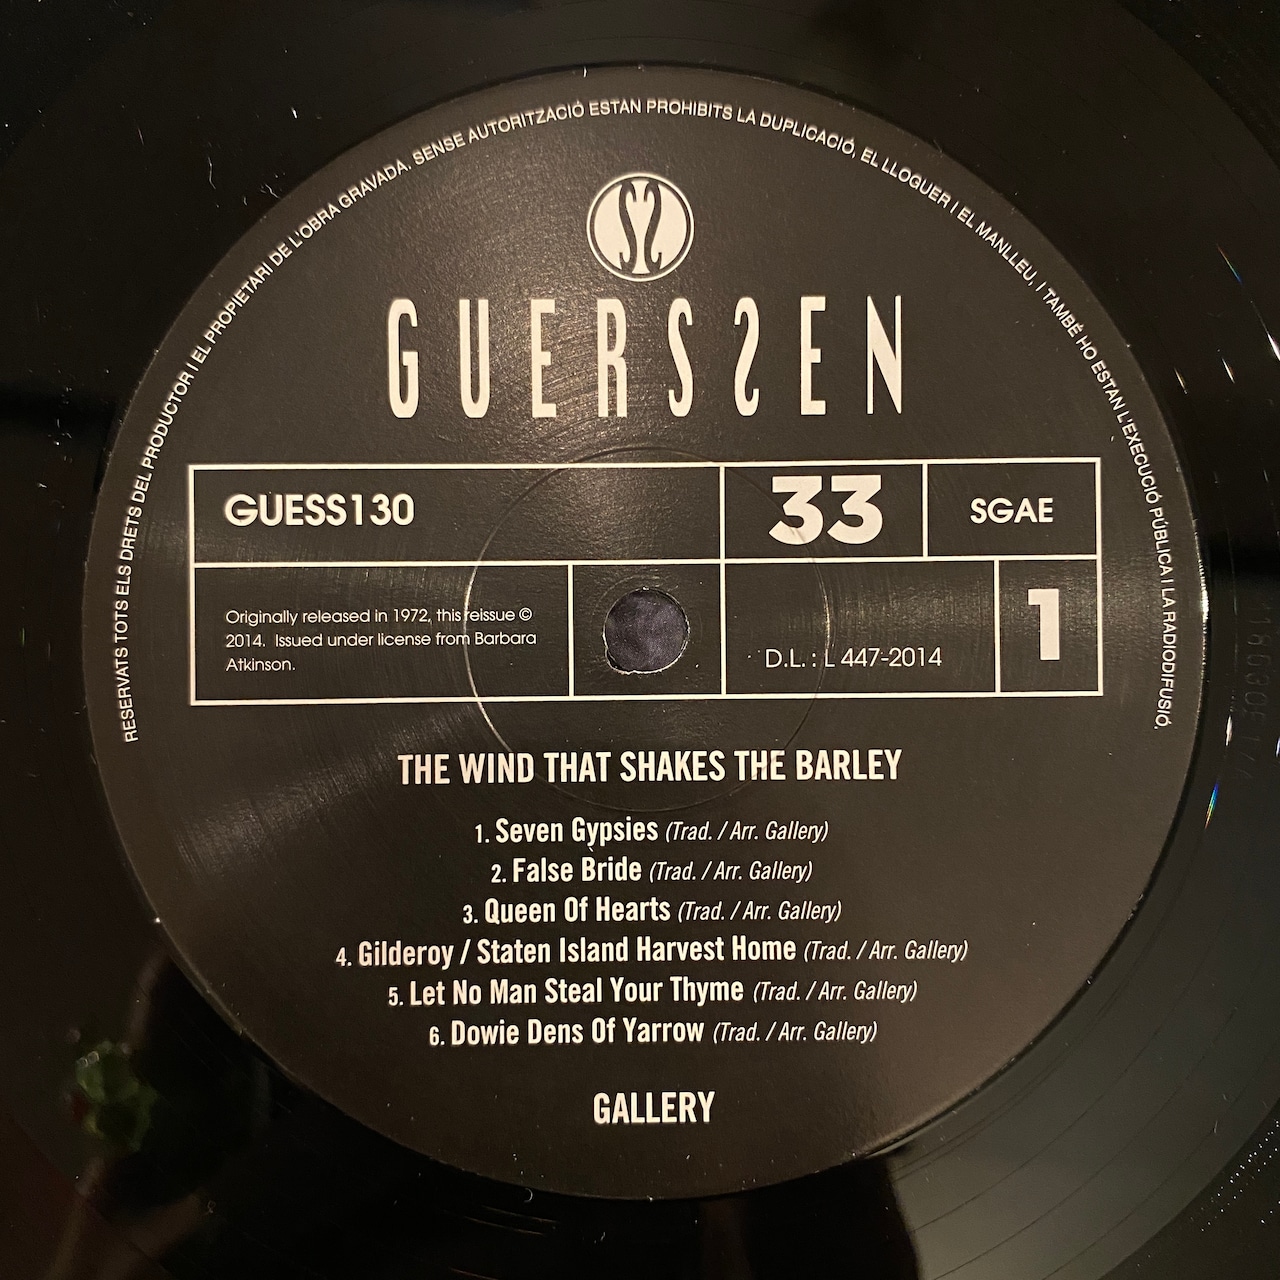 RESERVATS TOTS ELS DRETS DEL PRODUCTOR I EL PROPIETARI DE L'OBRA GRAVADA. SENSE AUTORITZACIÓ ESTAN PROHIBITS LA DUPLICACIÓ, EL LLOGUER I EL MANLLEU, I TAMBÉ HO ESTAN L'EXECUCIÓ PÚBLICA I LA RADIODIFUSIÓ,
GUERSSEN
GUESS130
33
SGAE
Originally released in 1972, this reissue ©
2014. Issued under license from Barbara
Atkinson.
D.L. : L 447-2014
1
THE WIND THAT SHAKES THE BARLEY
1. Seven Gypsies (Trad. / Arr. Gallery)
2. False Bride (Trad. / Arr. Gallery)
3. Queen Of Hearts (Trad. / Arr. Gallery)
4. Gilderoy / Staten Island Harvest Home (Trad. / Arr. Gallery)
5. Let No Man Steal Your Thyme (Trad. / Arr. Gallery)
6. Dowie Dens Of Yarrow (Trad. / Arr. Gallery)
GALLERY